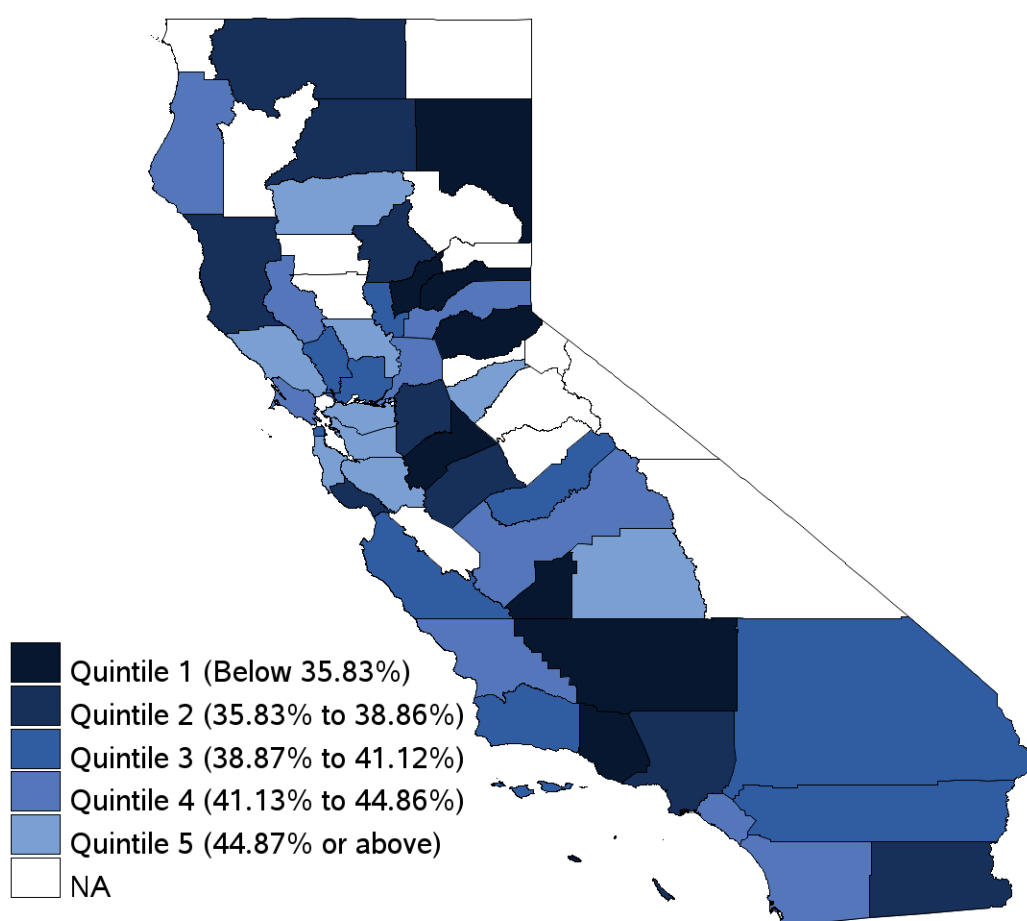 Quintile 1 (Below 35.83%)
Quintile 2 (35.83% to 38.86%)
Quintile 3 (38.87% to 41.12%)
Quintile 4 (41.13% to 44.86%)
Quintile 5 (44.87% or above)
NA